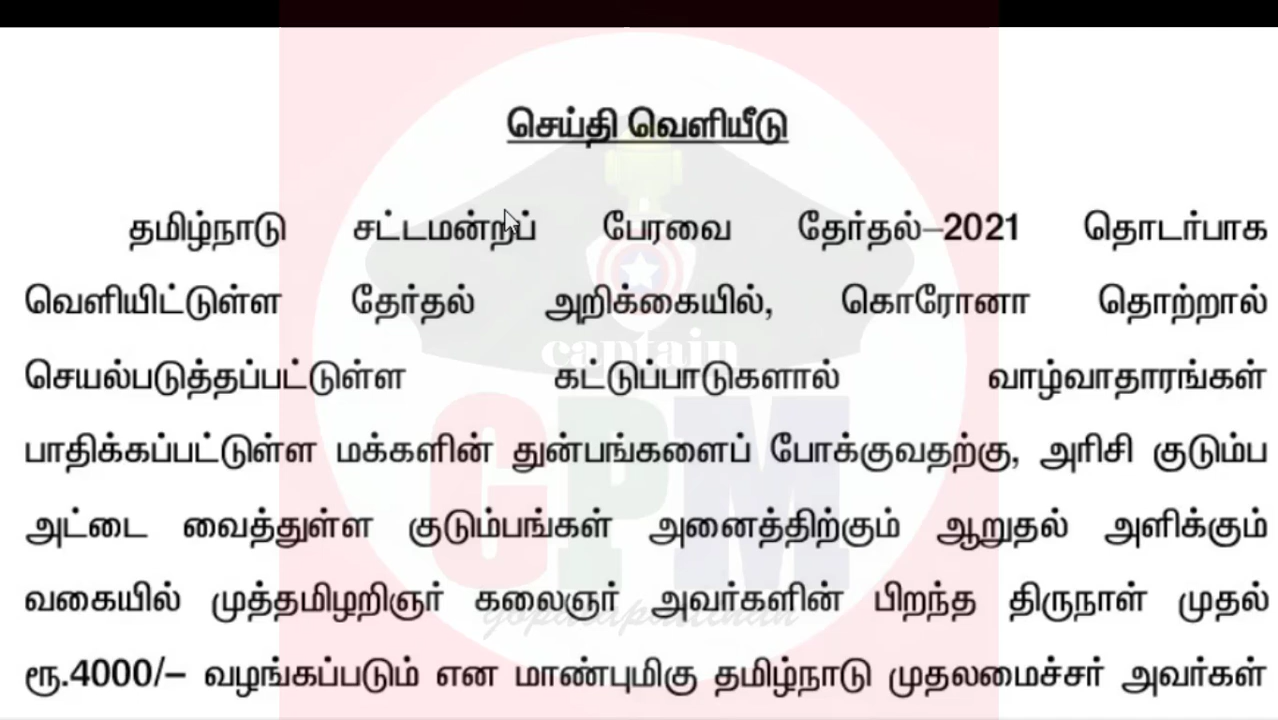 செய்தி வெளியீடு
தமிழ்நாடு சட்டமன்றப் பேரவை தேர்தல்–2021 தொடர்பாக
வெளியிட்டுள்ள தேர்தல் அறிக்கையில், கொரோனா தொற்றால்
செயல்படுத்தப்பட்டுள்ள கட்டுப்பாடுகளால் வாழ்வாதாரங்கள்
பாதிக்கப்பட்டுள்ள மக்களின் துன்பங்களைப் போக்குவதற்கு, அரிசி குடும்ப
அட்டை வைத்துள்ள குடும்பங்கள் அனைத்திற்கும் ஆறுதல் அளிக்கும்
வகையில் முத்தமிழறிஞர் கலைஞர் அவர்களின் பிறந்த திருநாள் முதல்
ரூ.4000/– வழங்கப்படும் என மாண்புமிகு தமிழ்நாடு முதலமைச்சர் அவர்கள்
captain
GPM